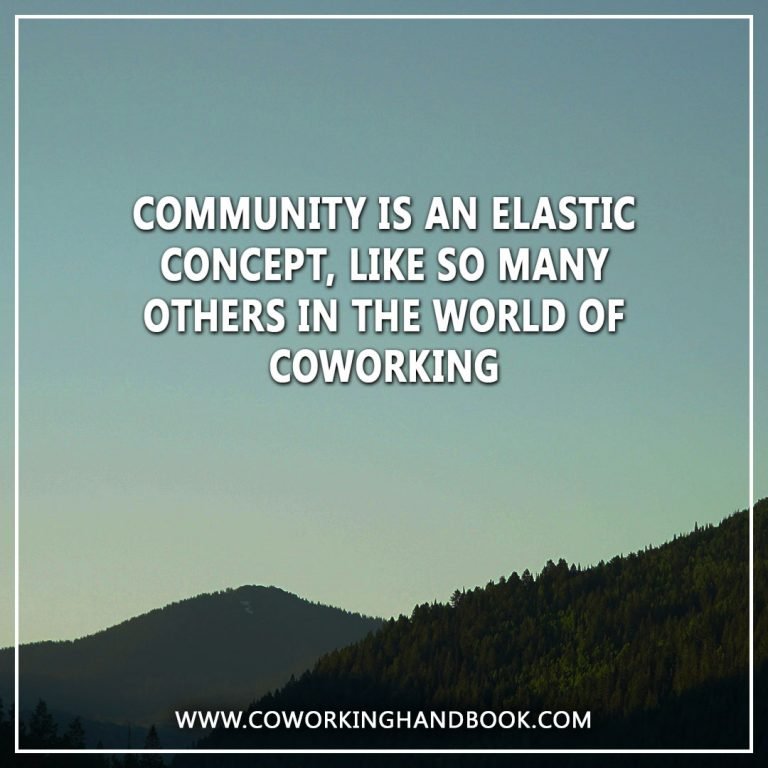 COMMUNITY IS AN ELASTIC
CONCEPT, LIKE SO MANY
OTHERS IN THE WORLD OF
COWORKING
WWW.COWORKINGHANDBOOK.COM